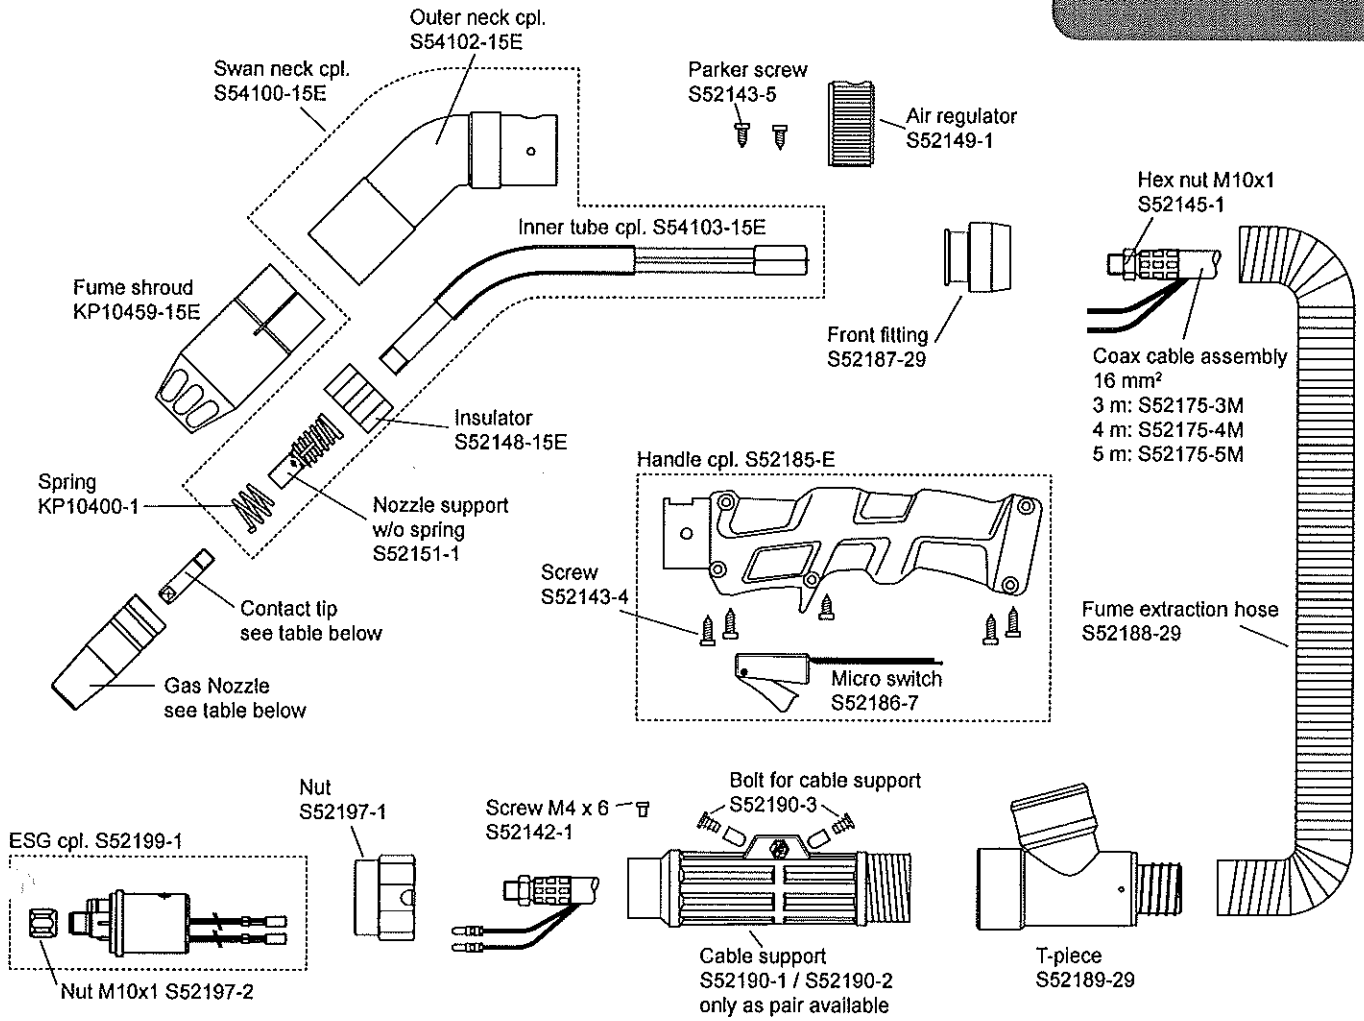 Outer neck cpl.
S54102-15E
Swan neck cpl.
S54100-15E
Parker screw
S52143-5
Air regulator
S52149-1
Hex nut M10x1
S52145-1
Inner tube cpl. S54103-15E
Fume shroud
KP10459-15E
Front fitting
S52187-29
Coax cable assembly
16 mm²
3 m: S52175-3M
4 m: S52175-4M
5 m: S52175-5M
Insulator
S52148-15E
Handle cpl. S52185-E
Spring
KP10400-1
Nozzle support
w/o spring
S52151-1
Screw
S52143-4
Contact tip
see table below
Fume extraction hose
S52188-29
Gas Nozzle
see table below
Micro switch
S52186-7
Nut
S52197-1
Bolt for cable support
S52190-3
Screw M4 x 6
S52142-1
ESG cpl. S52199-1
Cable support
S52190-1 / S52190-2
only as pair available
T-piece
S52189-29
Nut M10x1 S52197-2